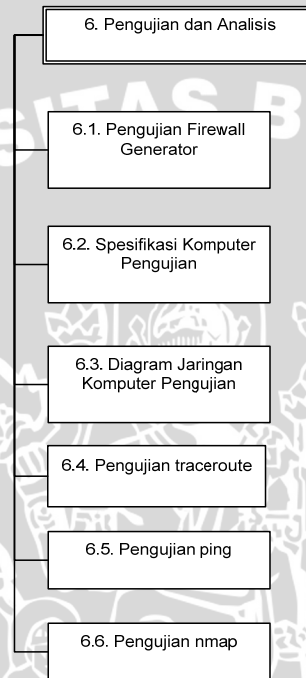 6. Pengujian dan Analisis
SITAS B
6.1. Pengujian Firewall
Generator
6.2. Spesifikasi Komputer
Pengujian
6.3. Diagram Jaringan
Komputer Pengujian
6.4. Pengujian traceroute
6.5. Pengujian ping
6.6. Pengujian nmap